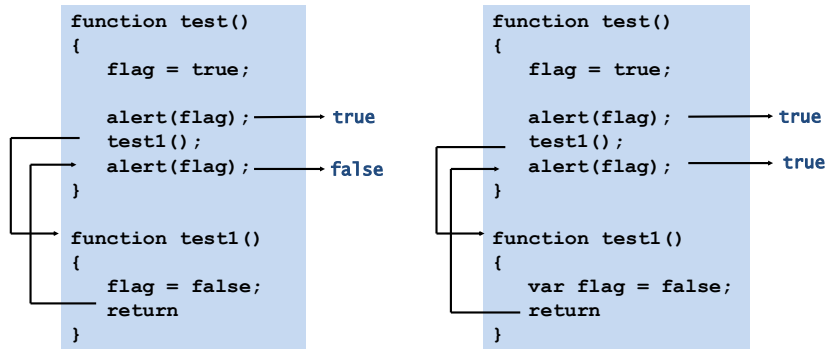 function test()
{
flag = true;
alert(flag);
true
test1();
alert(flag);
false
}
function test1()
{
flag = false;
return
}
function test()
{
flag = true;
alert(flag);
true
test1();
alert(flag);
true
}
function test1()
{
var flag = false;
return
}